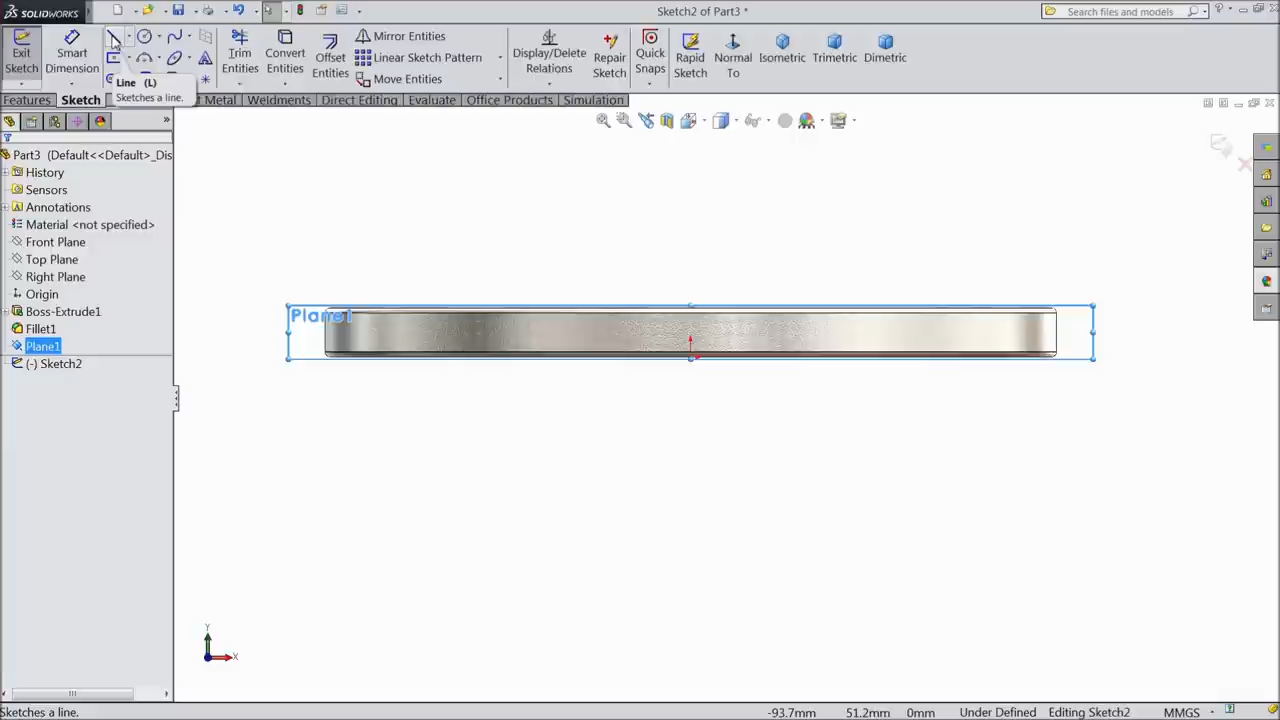 SOLIDWORKS
Sketch2 of Part3 *
Search files and models
Exit Sketch
Smart Dimension
Trim Entities
Convert Entities
Offset Entities
Mirror Entities
Linear Sketch Pattern
Move Entities
Display/Delete Relations
Repair Sketch
Quick Snaps
Rapid Sketch
Normal To
Isometric
Trimetric
Dimetric
Line (L)
Sketches a line.
Features
Sketch
t Metal
Weldments
Direct Editing
Evaluate
Office Products
Simulation
Part3 (Default<<Default>_Dis
History
Sensors
Annotations
Material <not specified>
Front Plane
Top Plane
Right Plane
Origin
Boss-Extrude1
Fillet1
Plane1
(-) Sketch2
Plane1
Y
X
Sketches a line.
-93.7mm
51.2mm
0mm
Under Defined
Editing Sketch2
MMGS